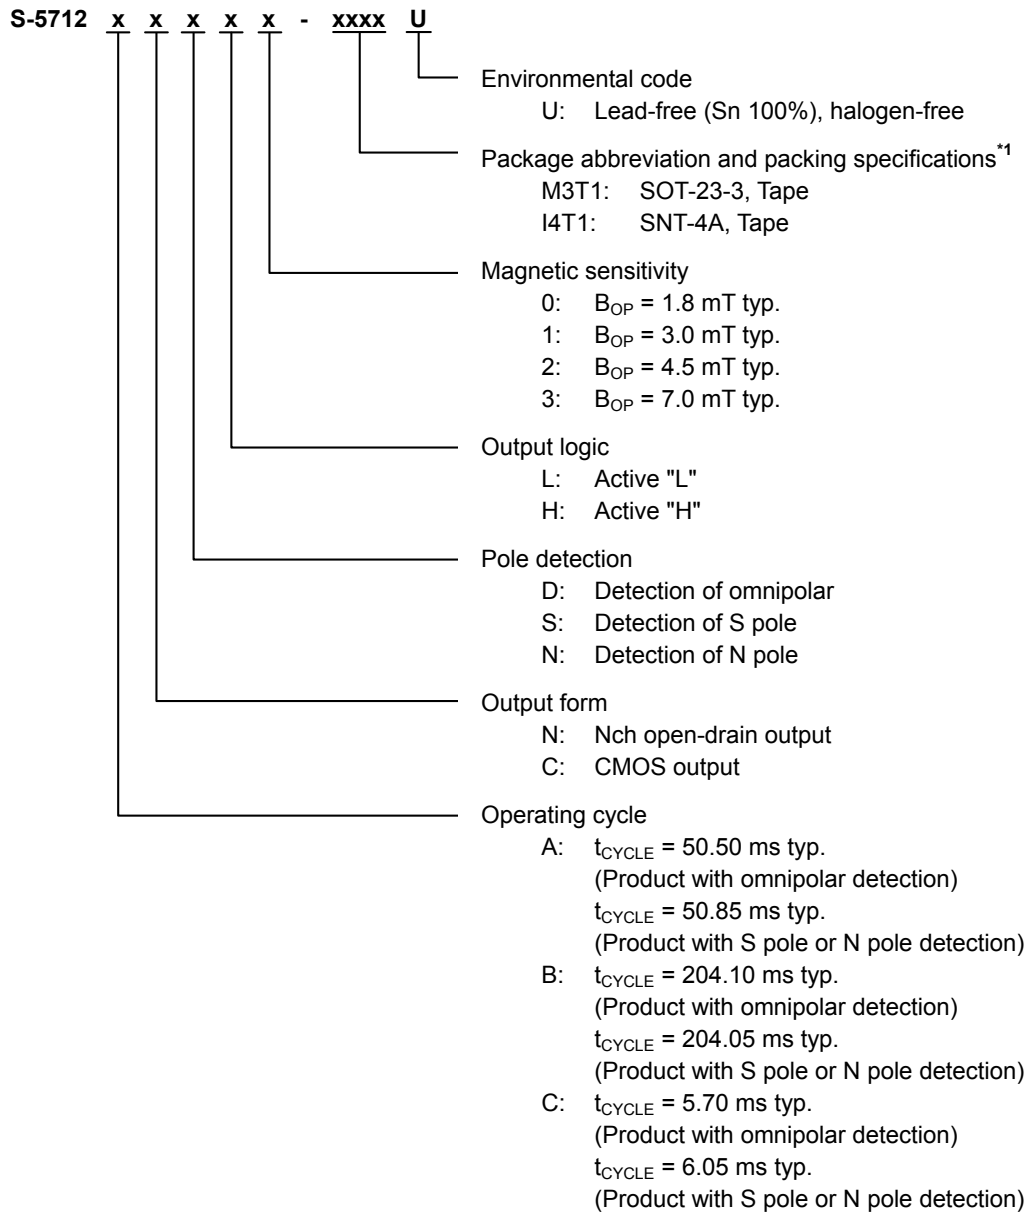 S-5712 x x x x x - xxxx U
Environmental code
U: Lead-free (Sn 100%), halogen-free
Package abbreviation and packing specifications*1
M3T1: SOT-23-3, Tape
I4T1: SNT-4A, Tape
Magnetic sensitivity
0: BOP = 1.8 mT typ.
1: BOP = 3.0 mT typ.
2: BOP = 4.5 mT typ.
3: BOP = 7.0 mT typ.
Output logic
L: Active "L"
H: Active "H"
Pole detection
D: Detection of omnipolar
S: Detection of S pole
N: Detection of N pole
Output form
N: Nch open-drain output
C: CMOS output
Operating cycle
A: tCYCLE = 50.50 ms typ.
(Product with omnipolar detection)
tCYCLE = 50.85 ms typ.
(Product with S pole or N pole detection)
B: tCYCLE = 204.10 ms typ.
(Product with omnipolar detection)
tCYCLE = 204.05 ms typ.
(Product with S pole or N pole detection)
C: tCYCLE = 5.70 ms typ.
(Product with omnipolar detection)
tCYCLE = 6.05 ms typ.
(Product with S pole or N pole detection)